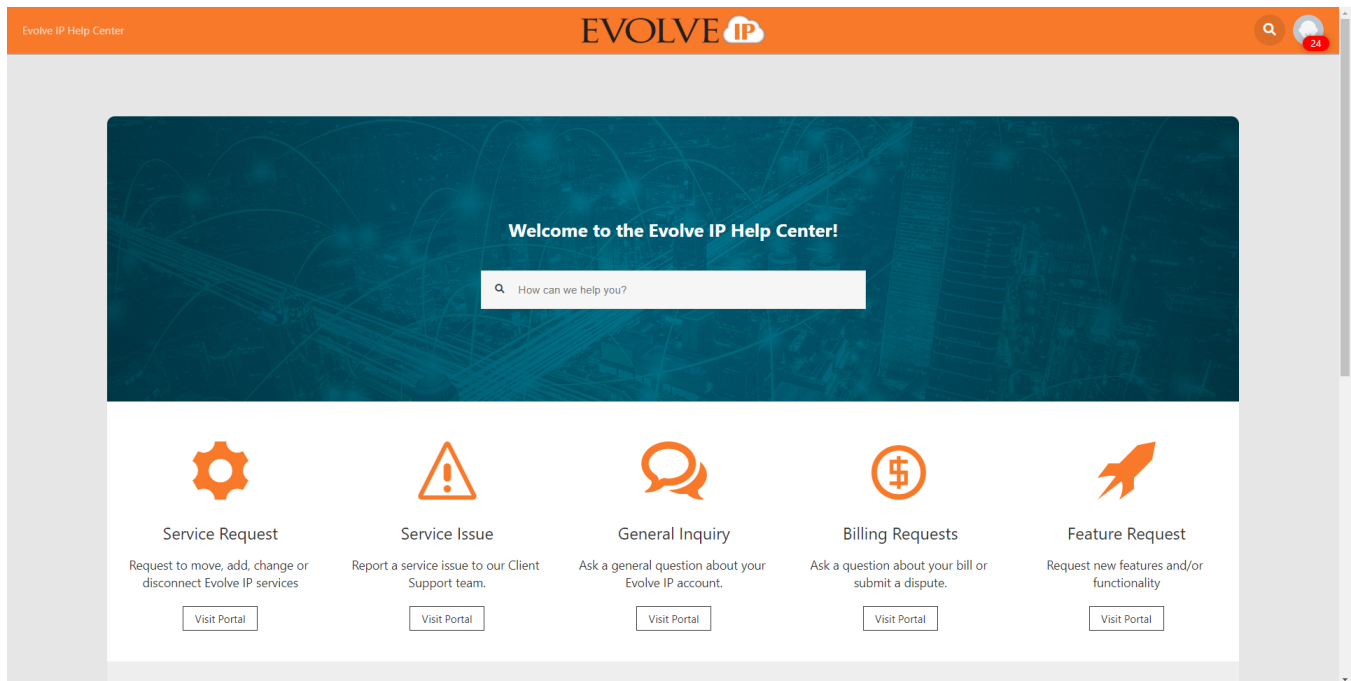 Evolve IP Help Center
EVOLVE IP
24
Welcome to the Evolve IP Help Center!
How can we help you?
Service Request
Request to move, add, change or
disconnect Evolve IP services
Visit Portal
Service Issue
Report a service issue to our Client
Support team.
Visit Portal
General Inquiry
Ask a general question about your
Evolve IP account.
Visit Portal
Billing Requests
Ask a question about your bill or
submit a dispute.
Visit Portal
Feature Request
Request new features and/or
functionality
Visit Portal